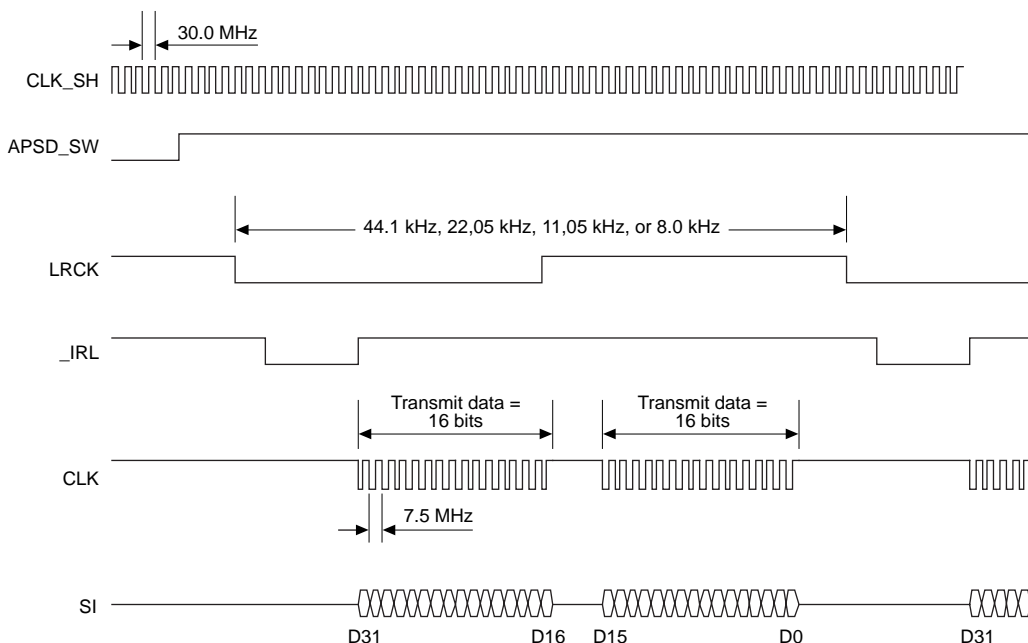 30.0 MHz
CLK_SH
APSD_SW
44.1 kHz, 22,05 kHz, 11,05 kHz, or 8.0 kHz
LRCK
_IRL
Transmit data =
16 bits
Transmit data =
16 bits
CLK
7.5 MHz
SI
D31 D16 D15 D0 D31